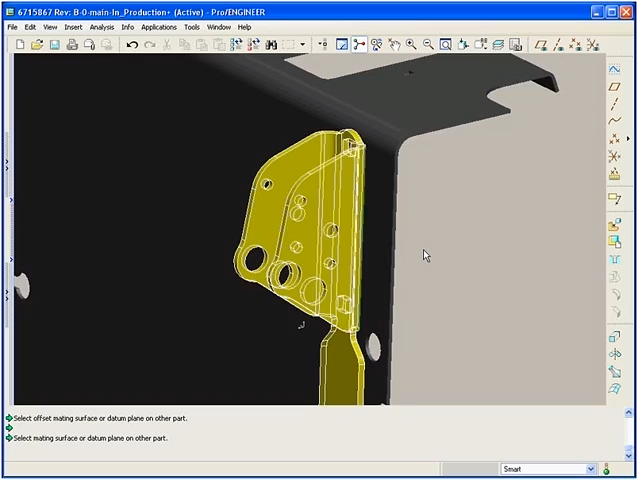 6715867 Rev: B-0-main-In_Production+ (Active) - Pro/ENGINEER
File Edit View Insert Analysis Info Applications Tools Window Help
Select offset mating surface or datum plane on other part.
Select mating surface or datum plane on other part.
Smart